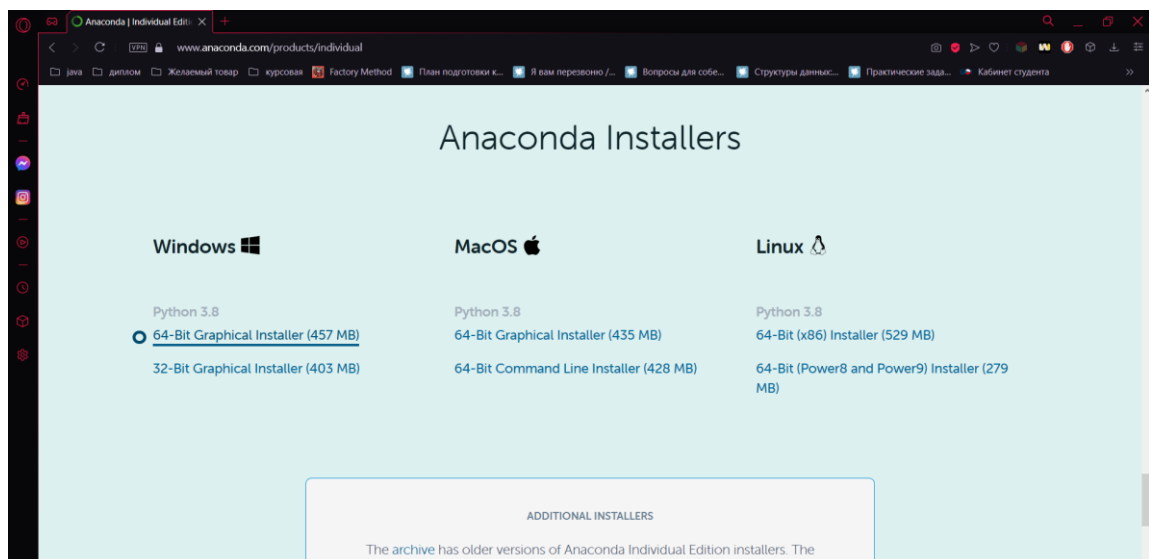 Anaconda | Individual Editi
VPN www.anaconda.com/products/individual
java диплом Желаемый товар курсовая Factory Method План подготовки к... Я вам перезвоню /... Вопросы для собе... Структуры данных:... Практические зада... Кабинет студента
Anaconda Installers
Windows MacOS Linux
Python 3.8 Python 3.8 Python 3.8
64-Bit Graphical Installer (457 MB) 64-Bit Graphical Installer (435 MB) 64-Bit (x86) Installer (529 MB)
32-Bit Graphical Installer (403 MB) 64-Bit Command Line Installer (428 MB) 64-Bit (Power8 and Power9) Installer (279
MB)
ADDITIONAL INSTALLERS
The archive has older versions of Anaconda Individual Edition installers. The